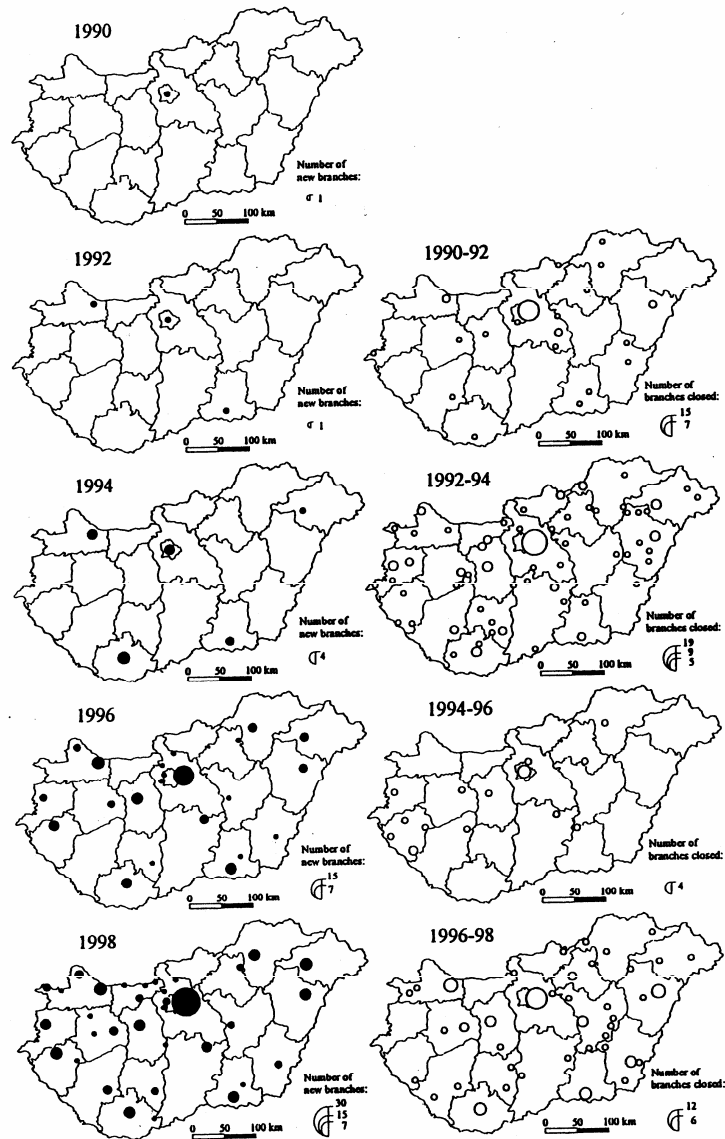 1990
Number of
new branches:
1
0 50 100 km
1992
Number of
new branches:
1
0 50 100 km
1990-92
Number of
branches closed:
15
7
0 50 100 km
1994
Number of
new branches:
4
0 50 100 km
1992-94
Number of
branches closed:
19
9
5
0 50 100 km
1996
Number of
new branches:
15
7
0 50 100 km
1994-96
Number of
branches closed:
4
0 50 100 km
1998
Number of
new branches:
30
15
7
0 50 100 km
1996-98
Number of
branches closed:
12
6
0 50 100 km